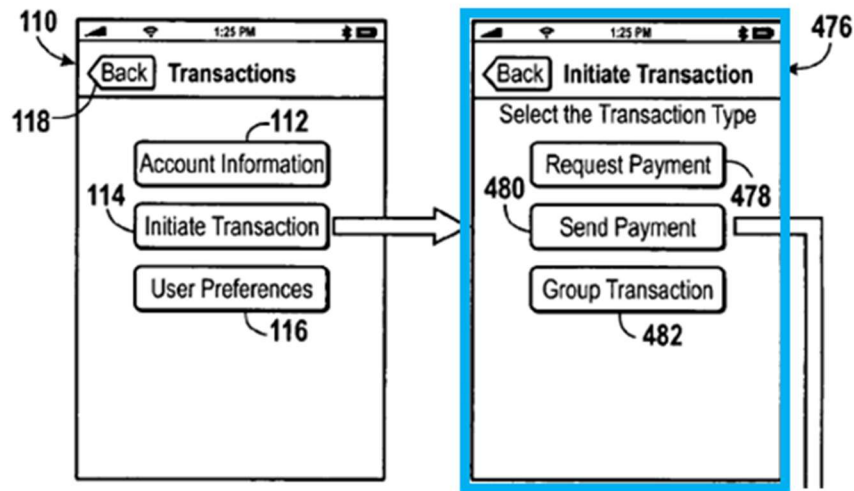 110
1:25 PM
Back Transactions
118
112
Account Information
114
Initiate Transaction
User Preferences
116
476
1:25 PM
Back Initiate Transaction
Select the Transaction Type
Request Payment
480 478
Send Payment
Group Transaction
482